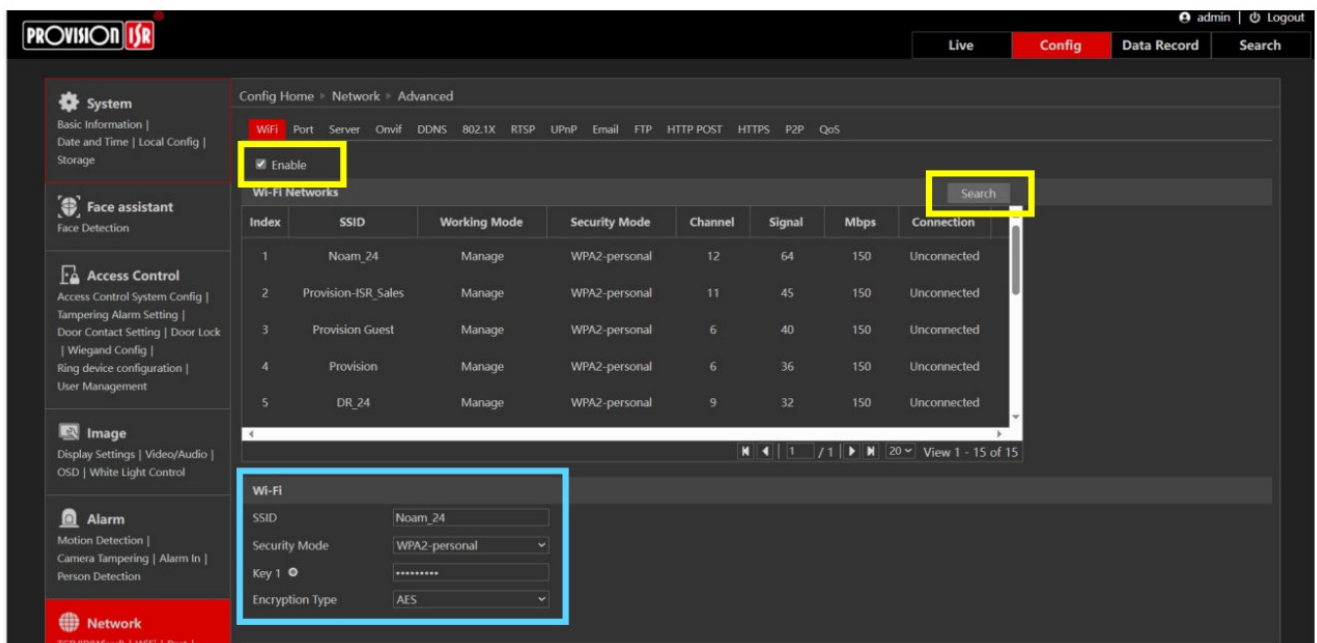 PROVISION ISR
admin | Logout
Live Config Data Record Search
System
Basic Information |
Date and Time | Local Config |
Storage
Face assistant
Face Detection
Access Control
Access Control System Config |
Tampering Alarm Setting |
Door Contact Setting | Door Lock
| Wiegand Config |
Ring device configuration |
User Management
Image
Display Settings | Video/Audio |
OSD | White Light Control
Alarm
Motion Detection |
Camera Tampering | Alarm In |
Person Detection
Network
Config Home Network Advanced
WiFi Port Server Onvif DDNS 802.1X RTSP UPnP Email FTP HTTP POST HTTPS P2P QoS
Enable
Wi-Fi Networks Search
Index SSID Working Mode Security Mode Channel Signal Mbps Connection
1 Noam_24 Manage WPA2-personal 12 64 150 Unconnected
2 Provision-ISR_Sales Manage WPA2-personal 11 45 150 Unconnected
3 Provision Guest Manage WPA2-personal 6 40 150 Unconnected
4 Provision Manage WPA2-personal 6 36 150 Unconnected
5 DR_24 Manage WPA2-personal 9 32 150 Unconnected
1 / 1 20 View 1 - 15 of 15
Wi-Fi
SSID Noam_24
Security Mode WPA2-personal
Key 1 •••••••••
Encryption Type AES